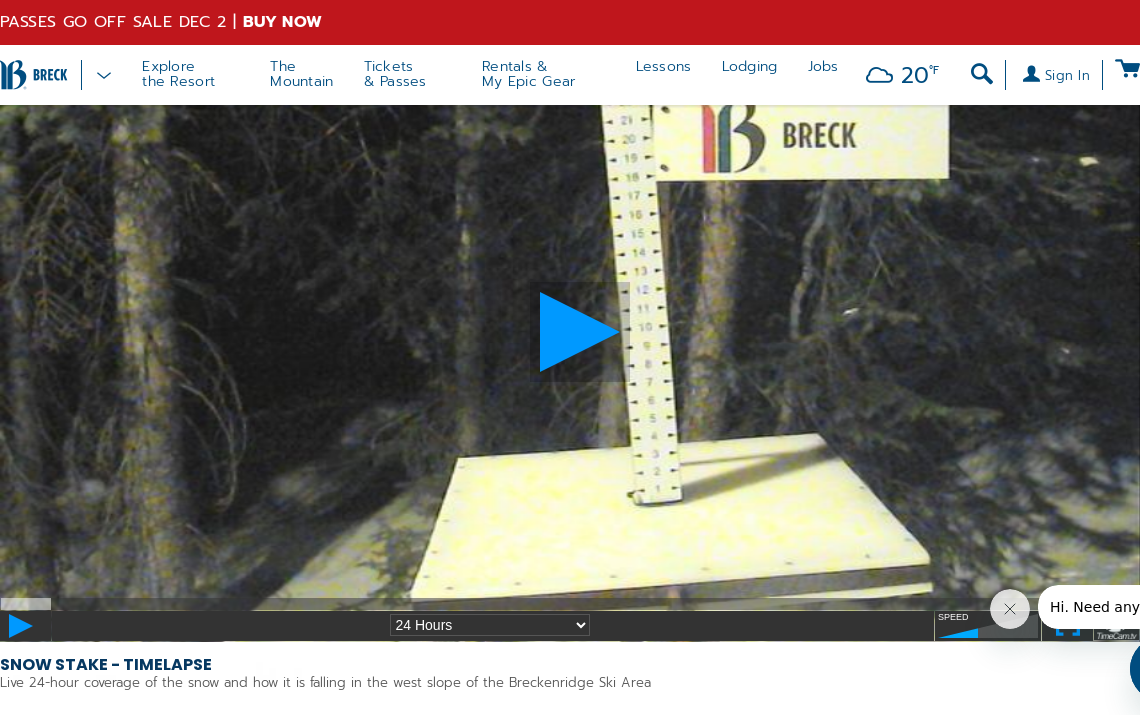 PASSES GO OFF SALE DEC 2 | BUY NOW
BRECK
Explore
the Resort
The
Mountain
Tickets
& Passes
Rentals &
My Epic Gear
Lessons
Lodging
Jobs
20°F
Sign In
BRECK
21
20
19
18
17
16
15
14
13
12
11
10
9
8
7
6
5
4
3
2
1
24 Hours
SPEED
Hi. Need any
TimeCam.tv
SNOW STAKE - TIMELAPSE
Live 24-hour coverage of the snow and how it is falling in the west slope of the Breckenridge Ski Area